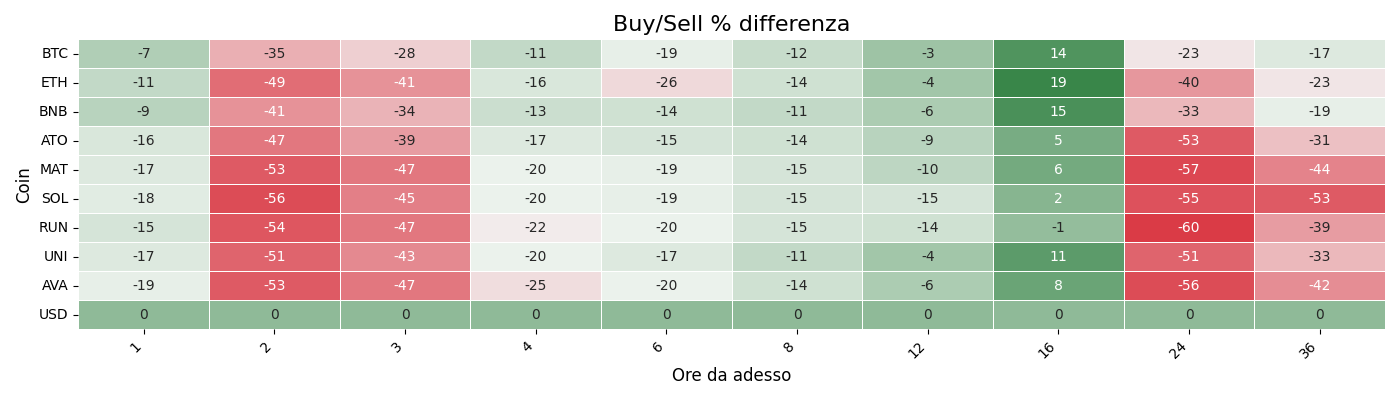 Buy/Sell % differenza
Coin
BTC -7 -35 -28 -11 -19 -12 -3 14 -23 -17
ETH -11 -49 -41 -16 -26 -14 -4 19 -40 -23
BNB -9 -41 -34 -13 -14 -11 -6 15 -33 -19
ATO -16 -47 -39 -17 -15 -14 -9 5 -53 -31
MAT -17 -53 -47 -20 -19 -15 -10 6 -57 -44
SOL -18 -56 -45 -20 -19 -15 -15 2 -55 -53
RUN -15 -54 -47 -22 -20 -15 -14 -1 -60 -39
UNI -17 -51 -43 -20 -17 -11 -4 11 -51 -33
AVA -19 -53 -47 -25 -20 -14 -6 8 -56 -42
USD 0 0 0 0 0 0 0 0 0 0
1 2 3 4 6 8 12 16 24 36
Ore da adesso